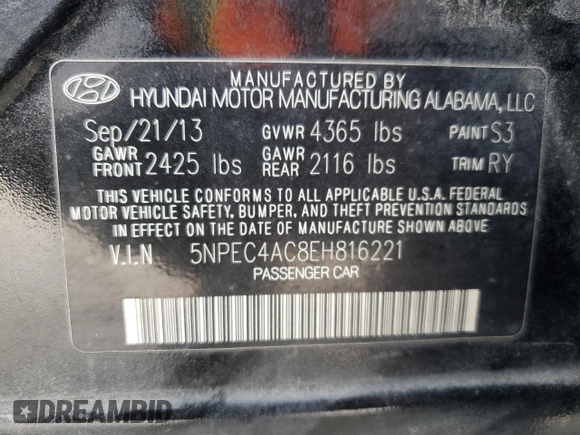 MANUFACTURED BY
HYUNDAI MOTOR MANUFACTURING ALABAMA, LLC
Sep/21/13 GVWR 4365 lbs PAINT S3
GAWR FRONT 2425 lbs GAWR REAR 2116 lbs TRIM RY
THIS VEHICLE CONFORMS TO ALL APPLICABLE U.S.A. FEDERAL
MOTOR VEHICLE SAFETY, BUMPER, AND THEFT PREVENTION
STANDARDS IN EFFECT ON THE DATE OF MANUFACTURE SHOWN ABOVE.
V.I.N 5NPEC4AC8EH816221
PASSENGER CAR
DREAMBID